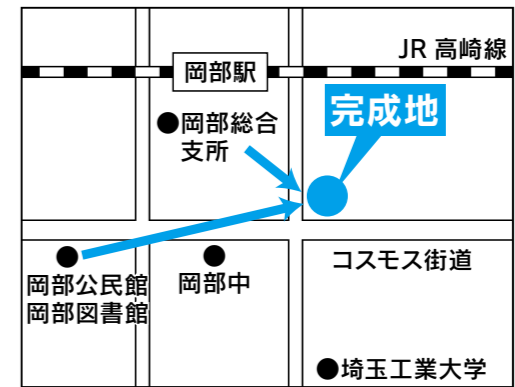 JR 高崎線
岡部駅
完成地
●岡部総合
支所
●
岡部公民館
岡部図書館
●
岡部中
コスモス街道
●埼玉工業大学